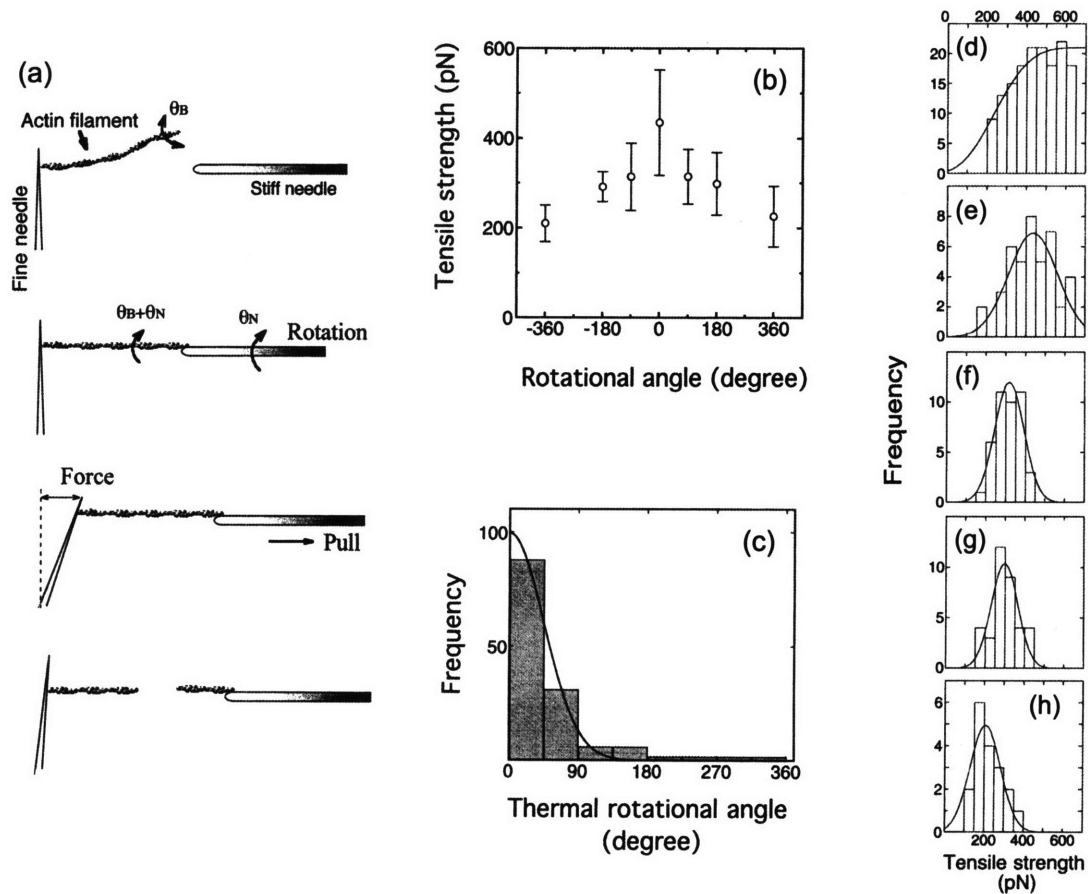 (a)
θB
Actin filament
Stiff needle
Fine needle
θB+θN
θN
Rotation
Force
Pull
(b)
Tensile strength (pN)
600
400
200
0
-360
-180
0
180
360
Rotational angle (degree)
(c)
Frequency
100
50
0
90
180
270
360
Thermal rotational angle
(degree)
0 200 400 600
(d)
20
15
10
5
0
(e)
8
6
4
2
0
Frequency
(f)
10
5
0
(g)
10
5
0
(h)
6
4
2
0
200 400 600
Tensile strength
(pN)